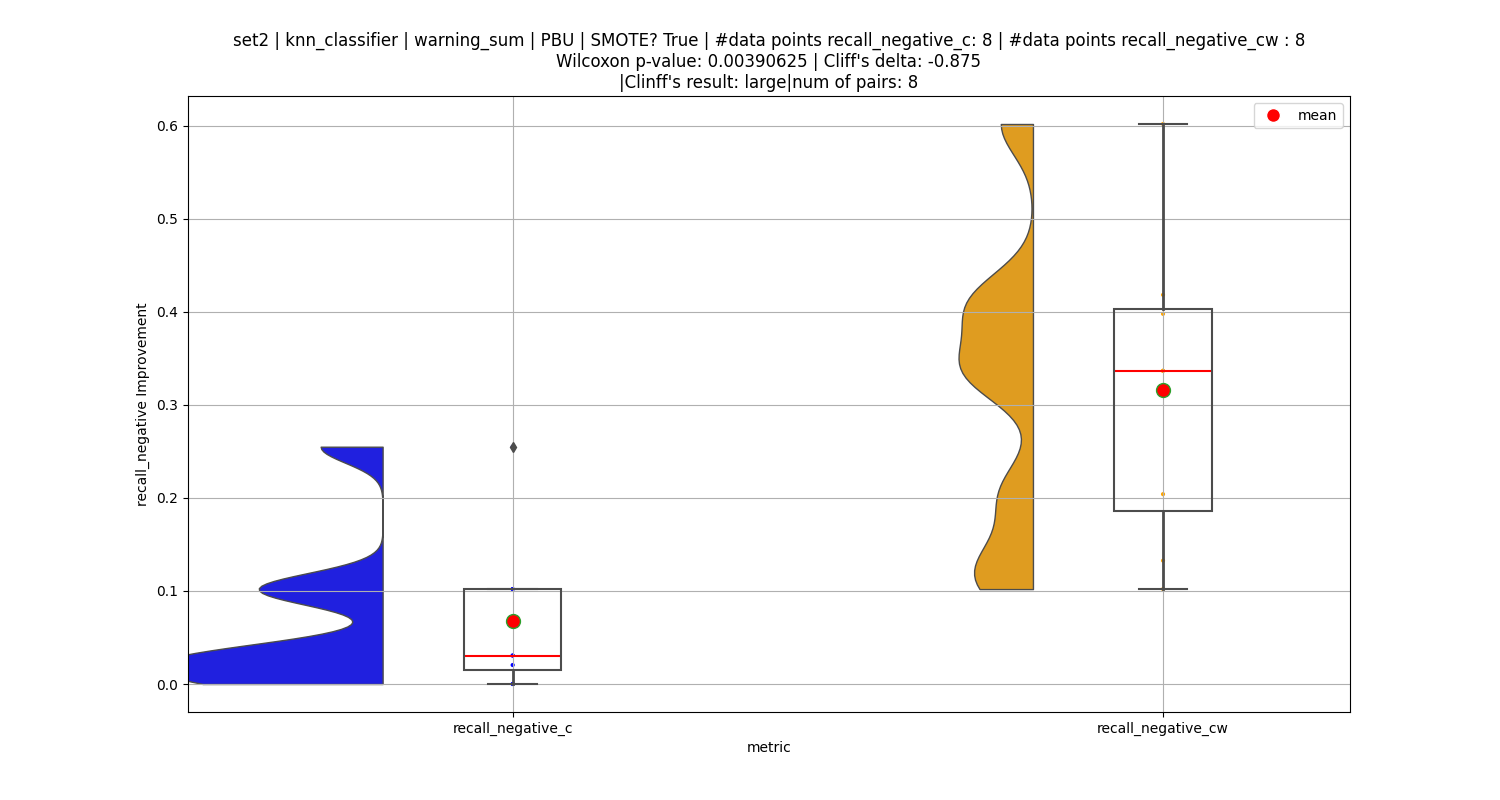 set2 | knn_classifier | warning_sum | PBU | SMOTE? True | #data points recall_negative_c: 8 | #data points recall_negative_cw : 8
Wilcoxon p-value: 0.00390625 | Cliff's delta: -0.875
|Clinff's result: large|num of pairs: 8
mean
0.6
0.5
0.4
0.3
0.2
0.1
0.0
recall_negative Improvement
recall_negative_c
recall_negative_cw
metric